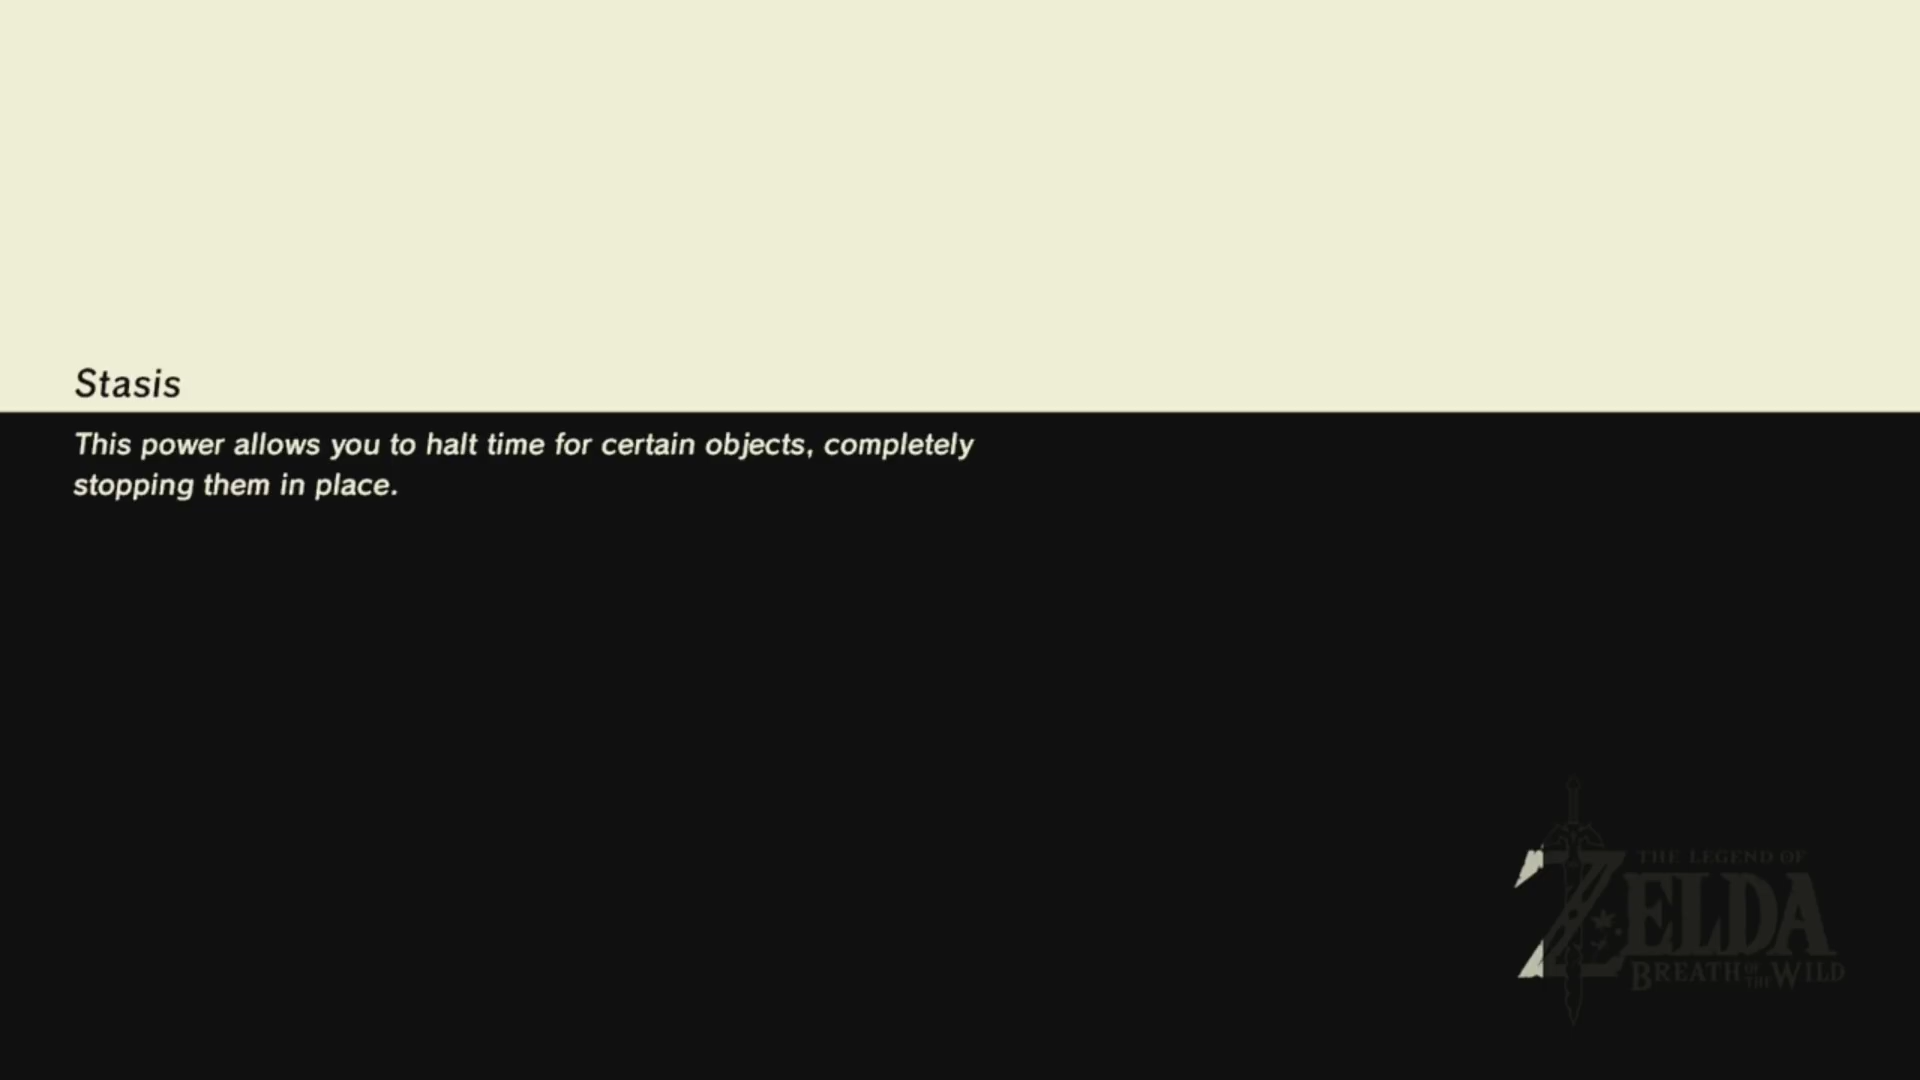 Stasis
This power allows you to halt time for certain objects, completely
stopping them in place.
THE LEGEND OF
ZELDA
BREATH OF THE WILD